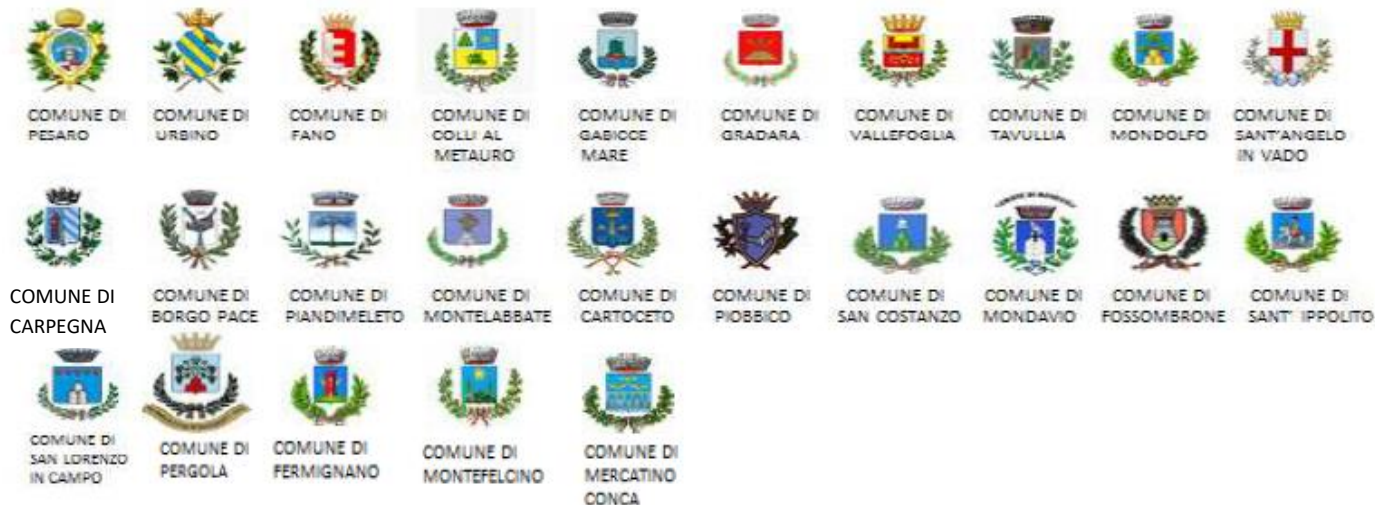 COMUNE DI
PESARO
COMUNE DI
URBINO
COMUNE DI
FANO
COMUNE DI
COLLI AL
METAURO
COMUNE DI
GABICCE
MARE
COMUNE DI
GRADARA
COMUNE DI
VALLEFOGLIA
COMUNE DI
TAVULLIA
COMUNE DI
MONDOLFO
COMUNE DI
SANT'ANGELO
IN VADO
COMUNE DI
CARPEGNA
COMUNE DI
BORGO PACE
COMUNE DI
PIANDIMELETO
COMUNE DI
MONTELABBATE
COMUNE DI
CARTOCETO
COMUNE DI
PIOBBICO
COMUNE DI
SAN COSTANZO
COMUNE DI
MONDAVIO
COMUNE DI
FOSSOMBRONE
COMUNE DI
SANT' IPPOLITO
COMUNE DI
SAN LORENZO
IN CAMPO
COMUNE DI
PERGOLA
COMUNE DI
FERMIGNANO
COMUNE DI
MONTEFELCINO
COMUNE DI
MERCATINO
CONCA